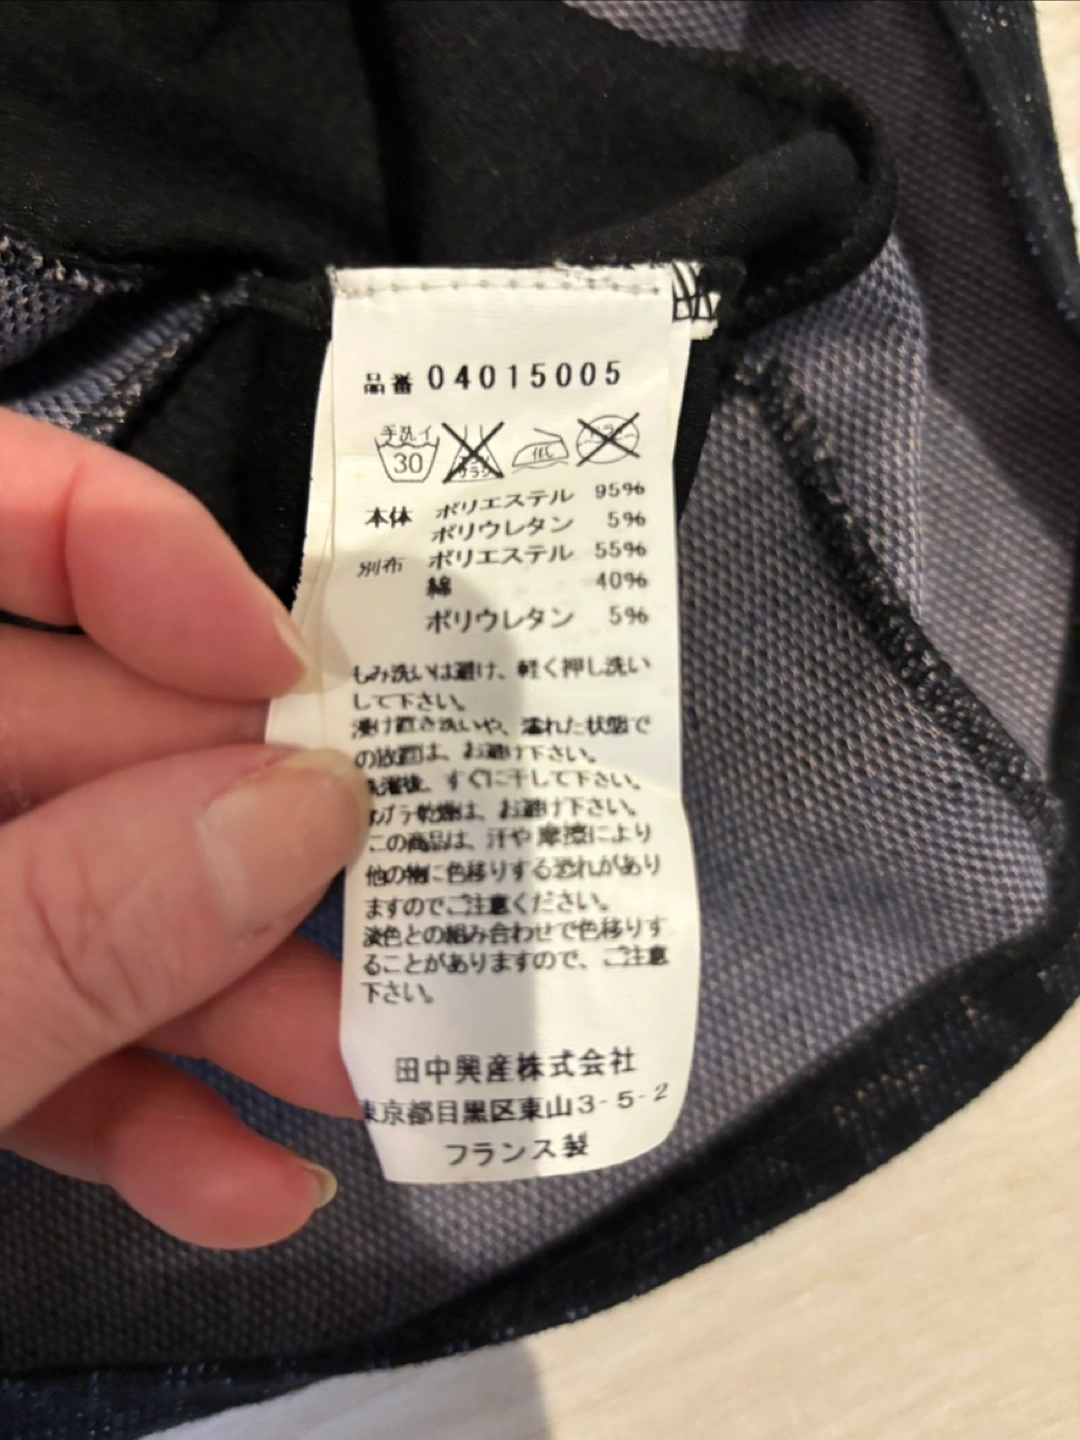 品番 04015005
手洗イ
30
本体 ポリエステル 95%
ポリウレタン 5%
別布 ポリエステル 55%
綿 40%
ポリウレタン 5%
もみ洗いは避け、軽く押し洗い
して下さい。
浸け置き洗いや、濡れた状態で
の放置は、お避け下さい。
洗濯後、すぐに干して下さい。
タンブラ乾燥は、お避け下さい。
この商品は、汗や摩擦により
他の物に色移りする恐れがあり
ますのでご注意ください。
淡色との組み合わせで色移りす
ることがありますので、ご注意
下さい。
田中興産株式会社
東京都目黒区東山3-5-2
フランス製